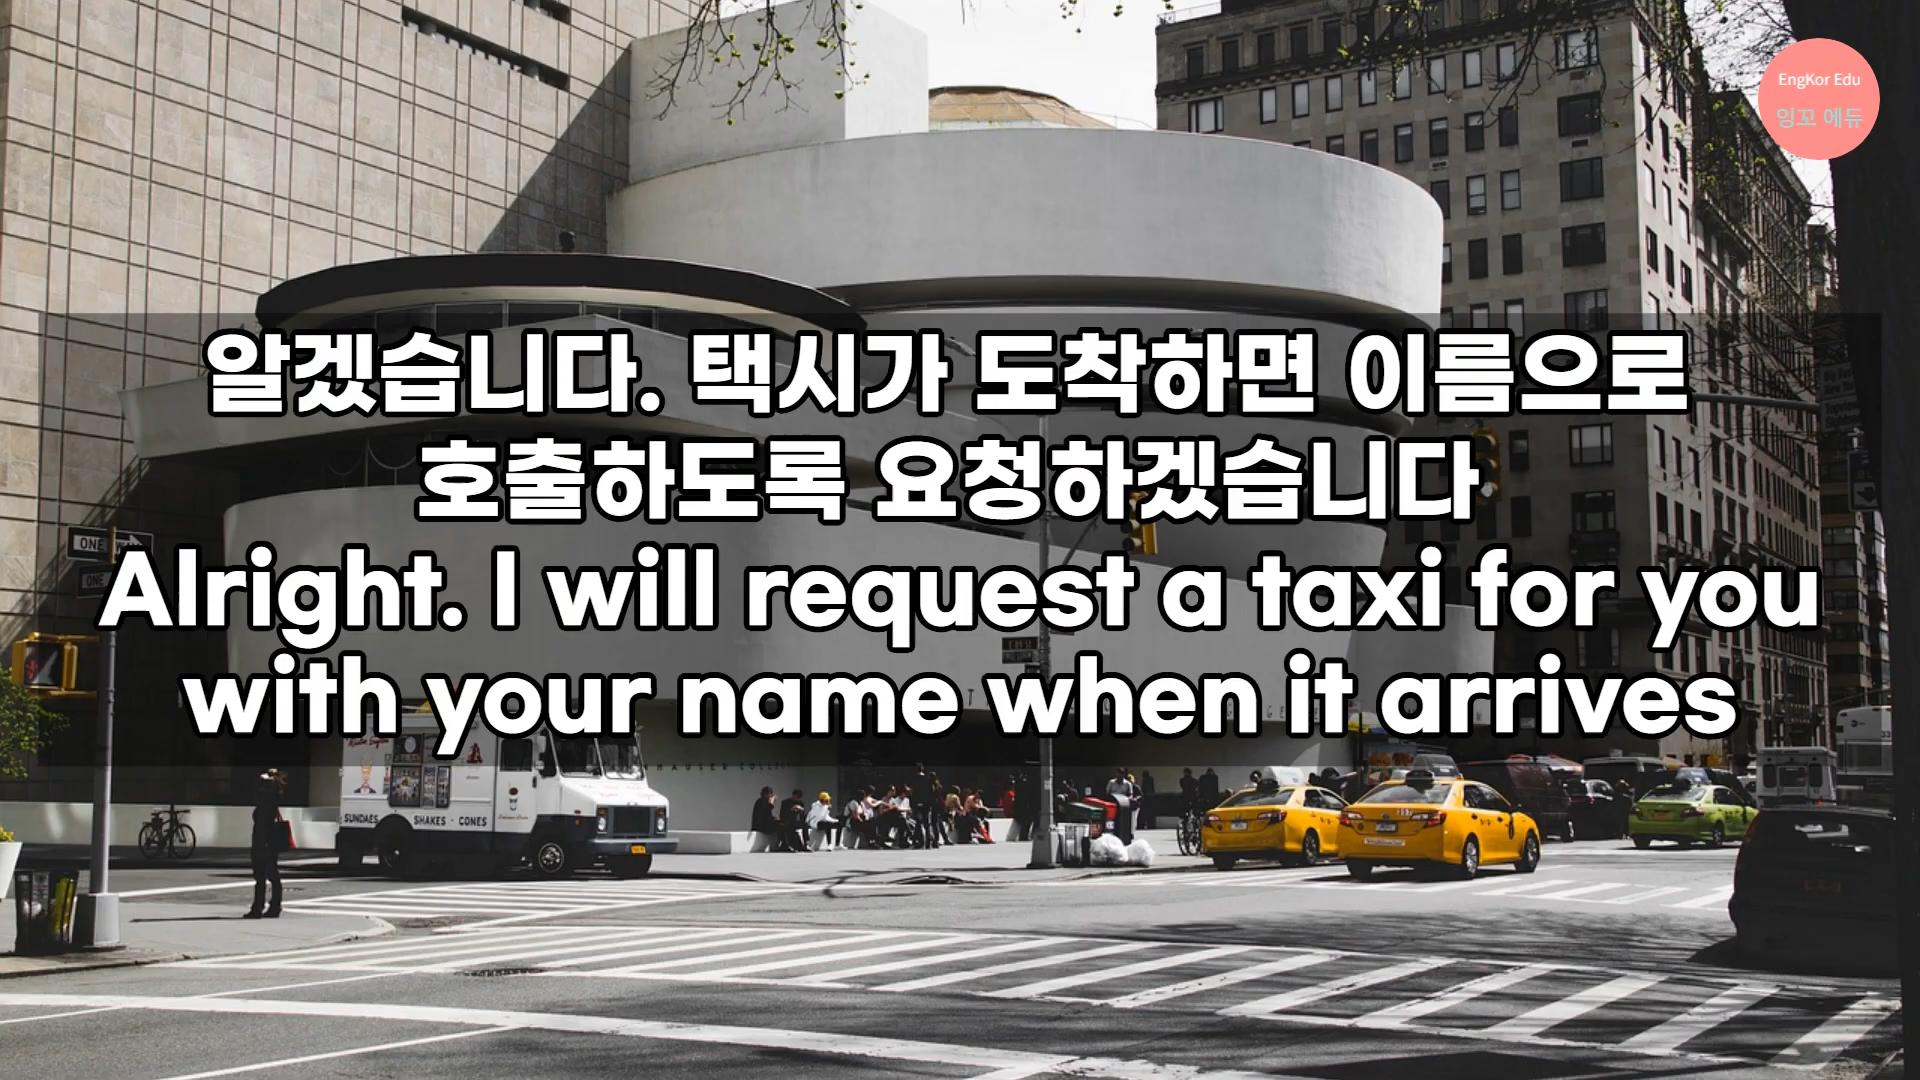 EngKor Edu
잉꼬 에듀
알겠습니다. 택시가 도착하면 이름으로
호출하도록 요청하겠습니다
Alright. I will request a taxi for you
with your name when it arrives
ONE
ONE
SUNDAES SHAKES · CONES